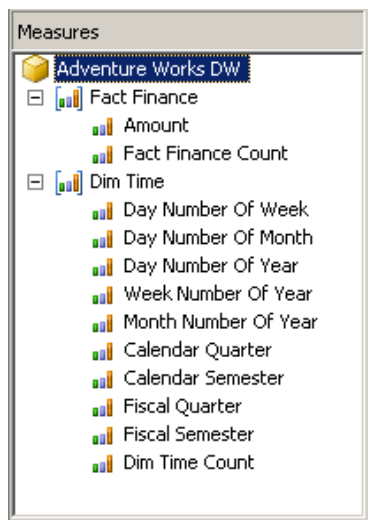 Measures
Adventure Works DW
Fact Finance
Amount
Fact Finance Count
Dim Time
Day Number Of Week
Day Number Of Month
Day Number Of Year
Week Number Of Year
Month Number Of Year
Calendar Quarter
Calendar Semester
Fiscal Quarter
Fiscal Semester
Dim Time Count